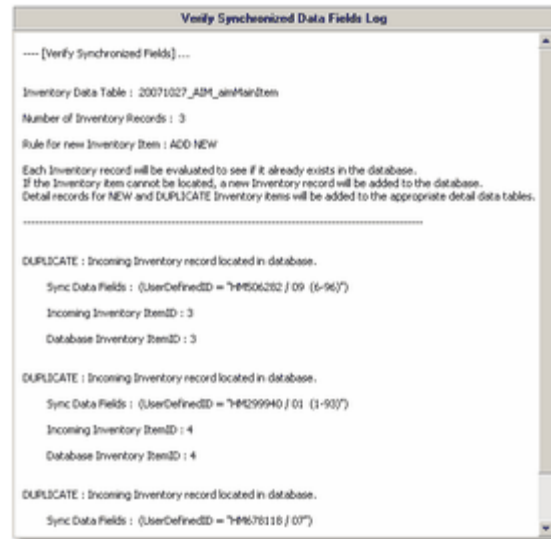 Verify Synchronized Data Fields Log
---- [Verify Synchronized Fields] ...
Inventory Data Table : 20071027_AIM_aimMainItem
Number of Inventory Records : 3
Rule for new Inventory Item : ADD NEW
Each Inventory record will be evaluated to see if it already exists in the database.
If the Inventory item cannot be located, a new Inventory record will be added to the database.
Detail records for NEW and DUPLICATE Inventory items will be added to the appropriate detail data tables.
DUPLICATE : Incoming Inventory record located in database.
Sync Data Fields : (UserDefinedID = "HM506282 / 09 (6-96)")
Incoming Inventory ItemID : 3
Database Inventory ItemID : 3
DUPLICATE : Incoming Inventory record located in database.
Sync Data Fields : (UserDefinedID = "HM299940 / 01 (1-93)")
Incoming Inventory ItemID : 4
Database Inventory ItemID : 4
DUPLICATE : Incoming Inventory record located in database.
Sync Data Fields : (UserDefinedID = "HM678118 / 07")